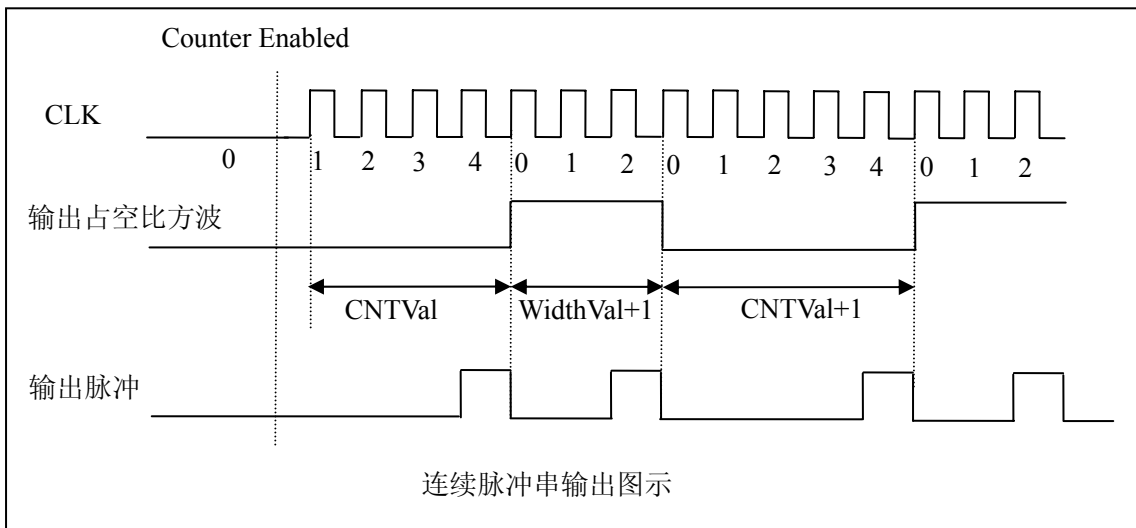 Counter Enabled
CLK
0 1 2 3 4 0 1 2 0 1 2 3 4 0 1 2
输出占空比方波
CNTVal WidthVal+1 CNTVal+1
输出脉冲
连续脉冲串输出图示